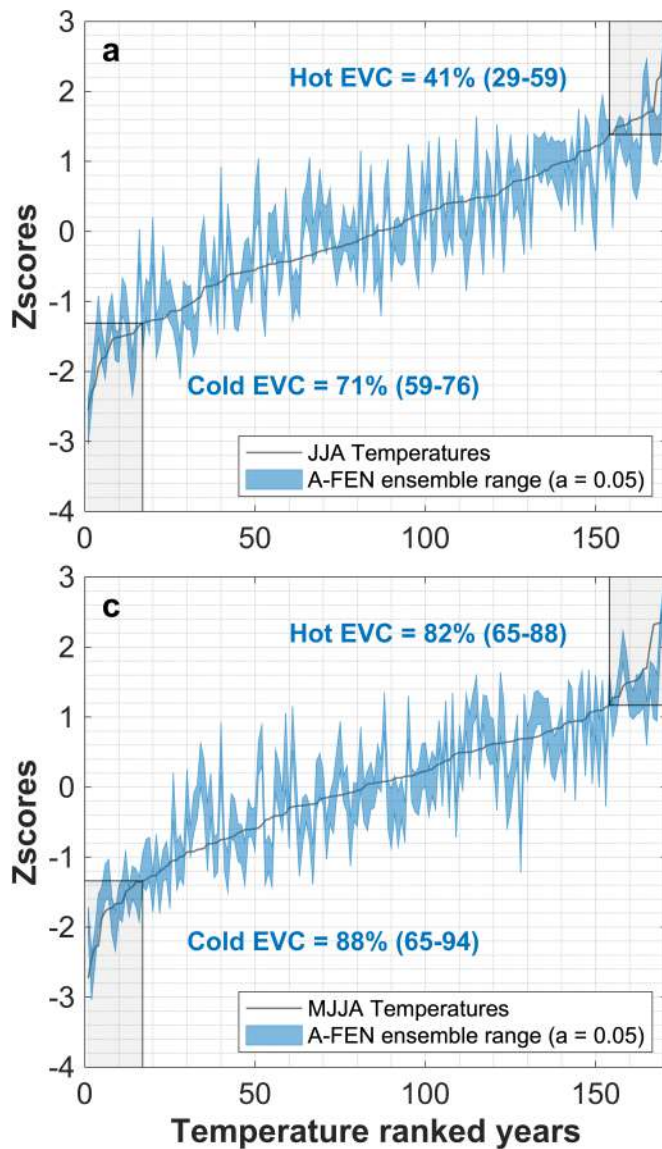 a
Hot EVC = 41% (29-59)
3
2
1
0
-1
-2
-3
-4
Zscores
Cold EVC = 71% (59-76)
JJA Temperatures
A-FEN ensemble range (a = 0.05)
0
50
100
150
c
Hot EVC = 82% (65-88)
3
2
1
0
-1
-2
-3
-4
Zscores
Cold EVC = 88% (65-94)
MJJA Temperatures
A-FEN ensemble range (a = 0.05)
0
50
100
150
Temperature ranked years